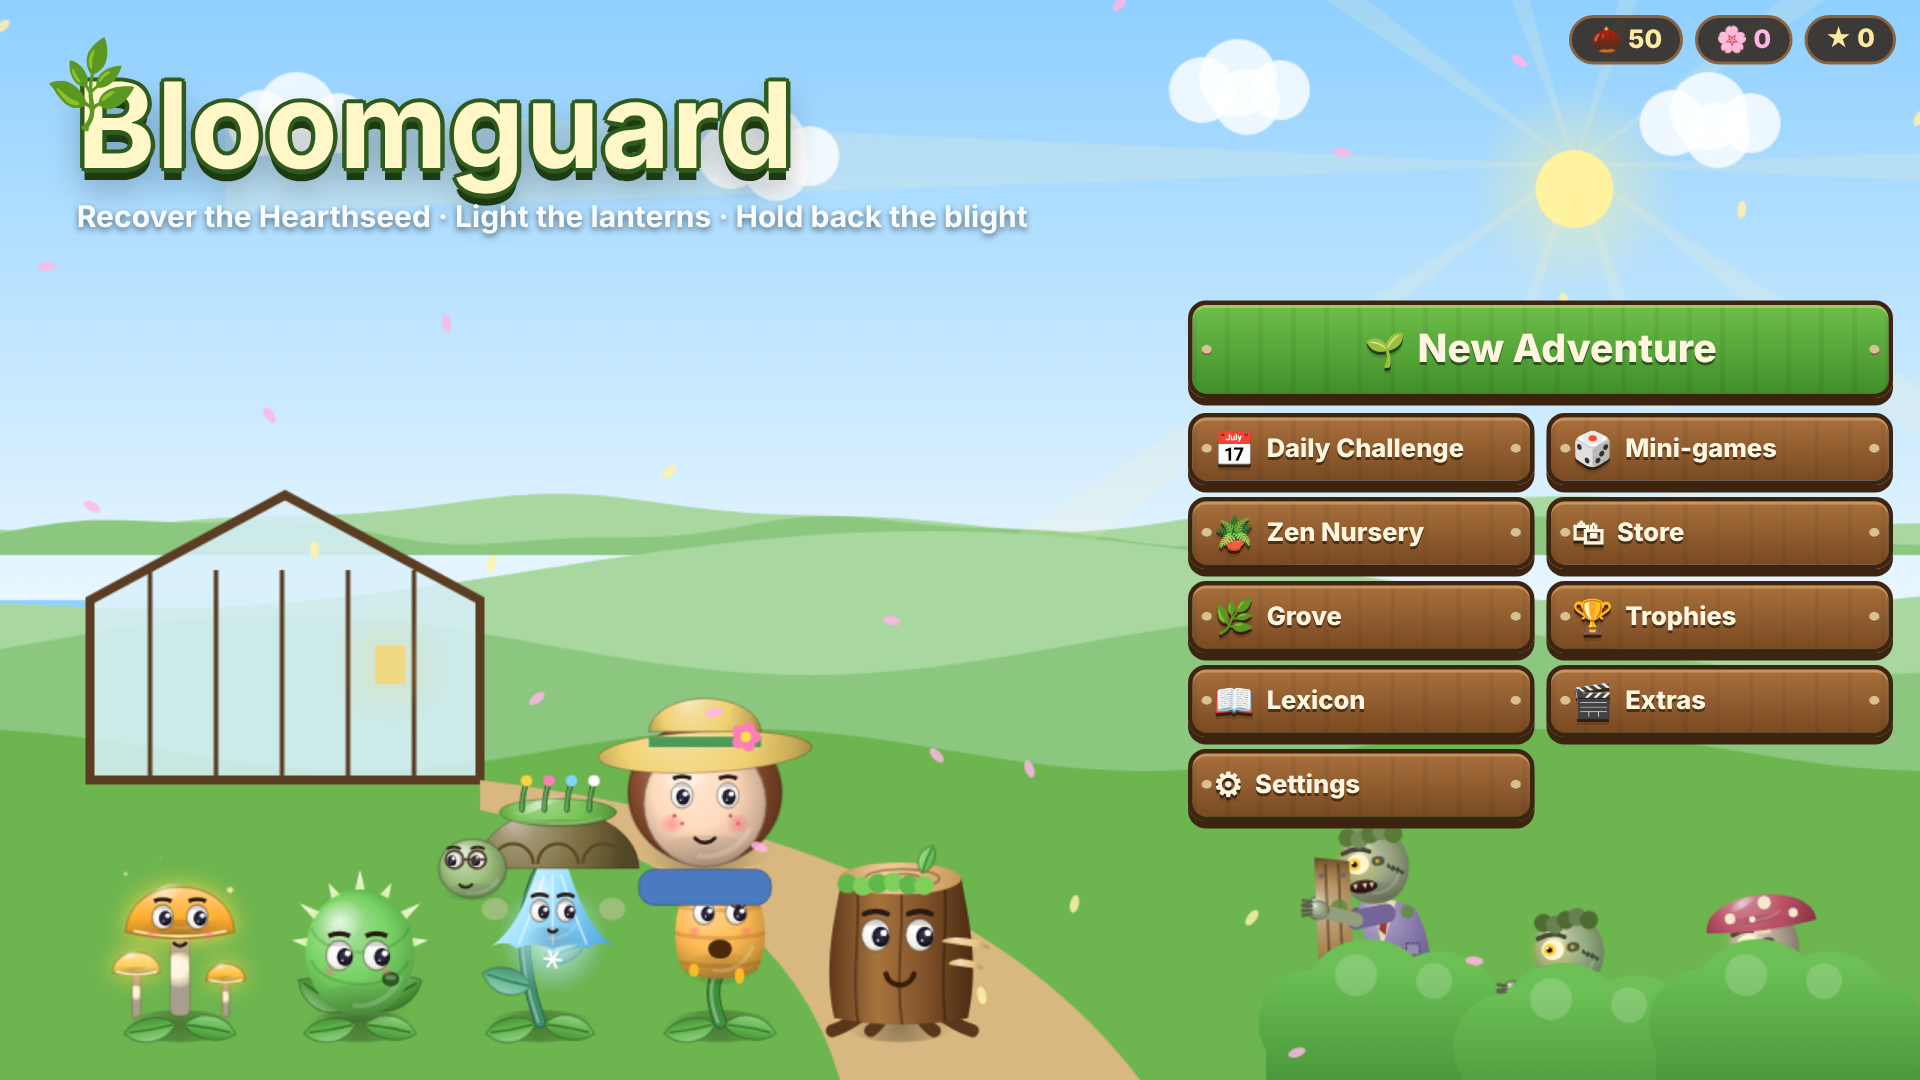 50
0
★ 0
Bloomguard
Recover the Hearthseed · Light the lanterns · Hold back the blight
New Adventure
July
17
Daily Challenge
Mini-games
Zen Nursery
Store
Grove
Trophies
Lexicon
Extras
Settings